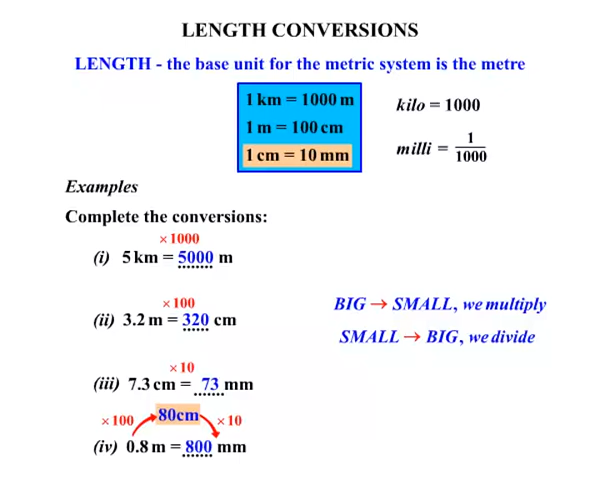 LENGTH CONVERSIONS
LENGTH - the base unit for the metric system is the metre
1 km = 1000 m
1 m = 100 cm
1 cm = 10 mm
kilo = 1000
milli = 1/1000
Examples
Complete the conversions:
× 1000
(i) 5 km = 5000 m
× 100
(ii) 3.2 m = 320 cm
BIG → SMALL, we multiply
SMALL → BIG, we divide
× 10
(iii) 7.3 cm = 73 mm
× 100 80cm × 10
(iv) 0.8 m = 800 mm